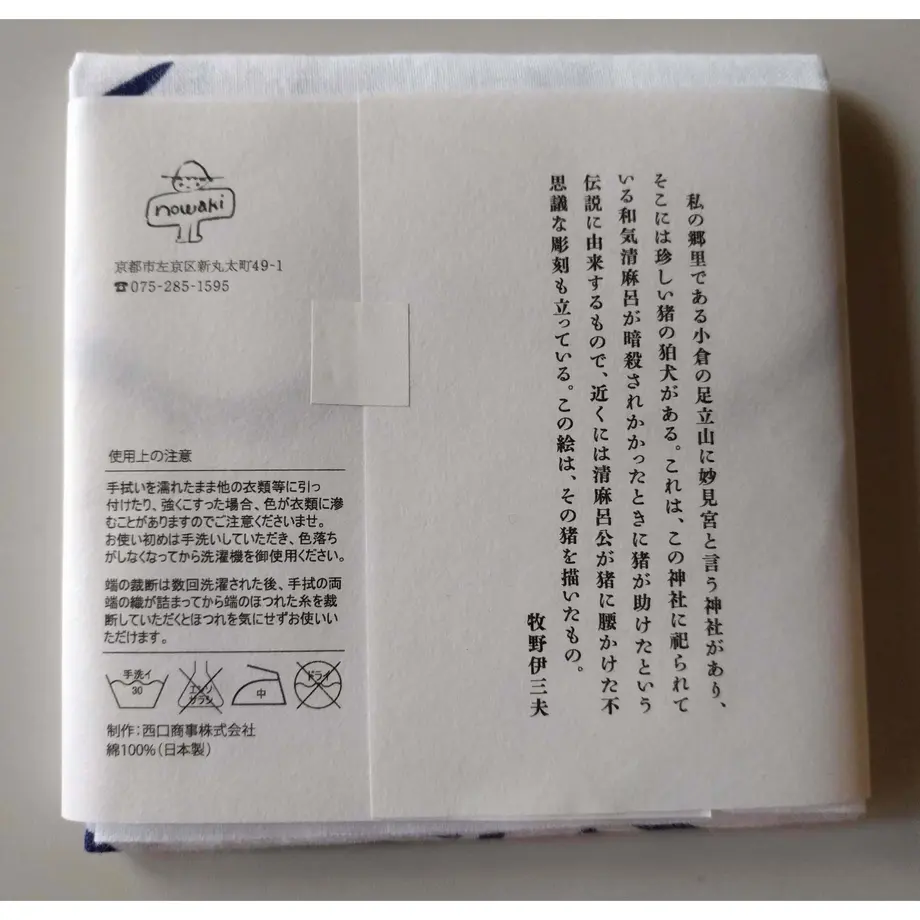 nowaki
京都市左京区新丸太町49-1
☎075-285-1595
使用上の注意
手拭いを濡れたまま他の衣類等に引っ
付けたり、強くこすった場合、色が衣類に滲
むことがありますのでご注意くださいませ。
お使い初めは手洗いしていただき、色落ち
がしなくなってから洗濯機を御使用ください。
端の裁断は数回洗濯された後、手拭の両
端の織が詰まってから端のほつれた糸を裁
断していただくとほつれを気にせずお使いい
ただけます。
手洗イ
30
エンソ
サラシ
中
ドライ
制作：西口商事株式会社
綿100%（日本製）
私の郷里である小倉の足立山に妙見宮と言う神社があり、
そこには珍しい猪の狛犬がある。これは、この神社に祀られて
いる和気清麻呂が暗殺されかかったときに猪が助けたという
伝説に由来するもので、近くには清麻呂公が猪に腰かけた不
思議な彫刻も立っている。この絵は、その猪を描いたもの。
牧野伊三夫